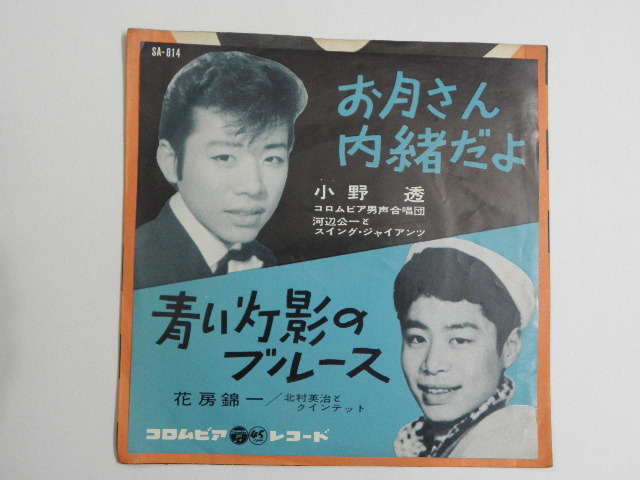 SA-814
お月さん
内緒だよ
小野 透
コロムビア男声合唱団
河辺公一と
スイング・ジャイアンツ
青い灯影の
ブルース
花房錦一/北村英治と
クインテット
コロムビア 45 レコード